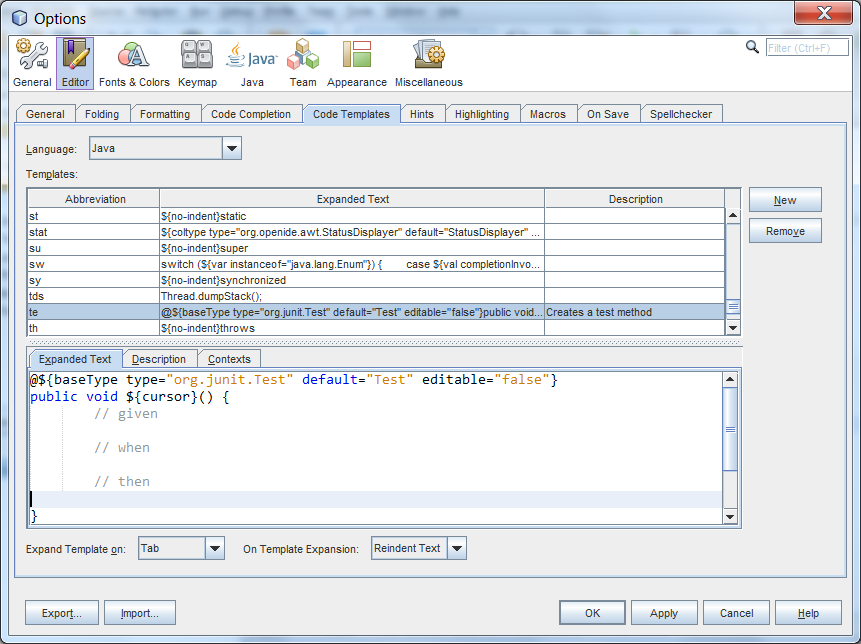 Options
Filter (Ctrl+F)
General Editor Fonts & Colors Keymap Java Team Appearance Miscellaneous
General Folding Formatting Code Completion Code Templates Hints Highlighting Macros On Save Spellchecker
Language: Java
Templates:
Abbreviation Expanded Text Description
st ${no-indent}static
stat ${coltype type="org.openide.awt.StatusDisplayer" default="StatusDisplayer" ...
su ${no-indent}super
sw switch (${var instanceof="java.lang.Enum"}) { case ${val completionInvo...
sy ${no-indent}synchronized
tds Thread.dumpStack();
te @${baseType type="org.junit.Test" default="Test" editable="false"}public void... Creates a test method
th ${no-indent}throws
New
Remove
Expanded Text Description Contexts
@${baseType type="org.junit.Test" default="Test" editable="false"}
public void ${cursor}() {
// given
// when
// then
}
Expand Template on: Tab On Template Expansion: Reindent Text
Export... Import... OK Apply Cancel Help